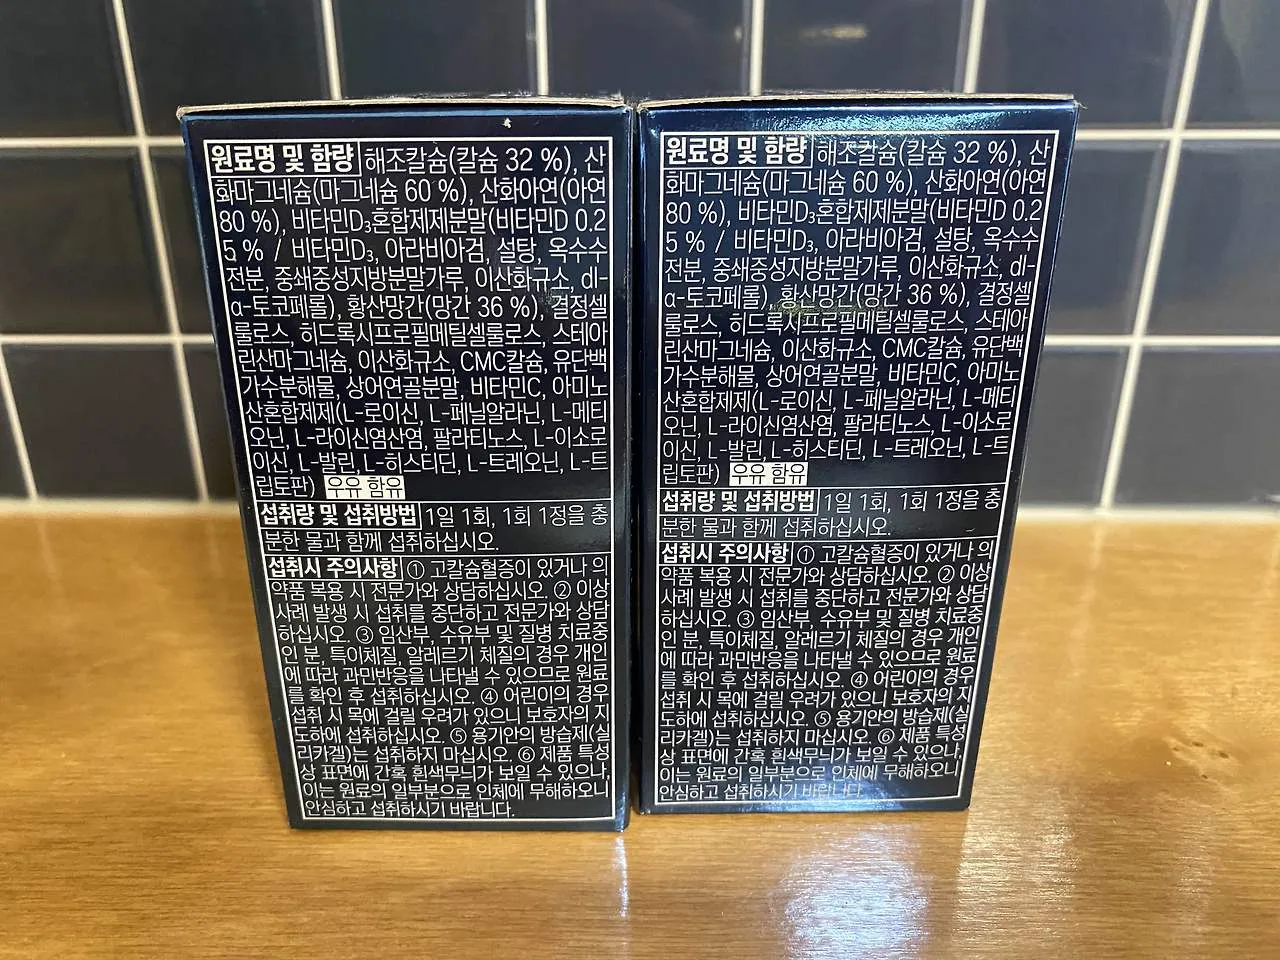 원료명 및 함량 해조칼슘(칼슘 32 %), 산
화마그네슘(마그네슘 60 %), 산화아연(아연
80 %), 비타민D₃혼합제제분말(비타민D 0.2
5 % / 비타민D₃, 아라비아검, 설탕, 옥수수
전분, 중쇄중성지방분말가루, 이산화규소, dl-
α-토코페롤), 황산망간(망간 36 %), 결정셀
룰로스, 히드록시프로필메틸셀룰로스, 스테아
린산마그네슘, 이산화규소, CMC칼슘, 유단백
가수분해물, 상어연골분말, 비타민C, 아미노
산혼합제제(L-로이신, L-페닐알라닌, L-메티
오닌, L-라이신염산염, 팔라티노스, L-이소로
이신, L-발린, L-히스티딘, L-트레오닌, L-트
립토판) 우유 함유
섭취량 및 섭취방법 1일 1회, 1회 1정을 충
분한 물과 함께 섭취하십시오.
섭취시 주의사항 ① 고칼슘혈증이 있거나 의
약품 복용 시 전문가와 상담하십시오. ② 이상
사례 발생 시 섭취를 중단하고 전문가와 상담
하십시오. ③ 임산부, 수유부 및 질병 치료중
인 분, 특이체질, 알레르기 체질의 경우 개인
에 따라 과민반응을 나타낼 수 있으므로 원료
를 확인 후 섭취하십시오. ④ 어린이의 경우
섭취 시 목에 걸릴 우려가 있으니 보호자의 지
도하에 섭취하십시오. ⑤ 용기안의 방습제(실
리카겔)는 섭취하지 마십시오. ⑥ 제품 특성
상 표면에 간혹 흰색무늬가 보일 수 있으나,
이는 원료의 일부분으로 인체에 무해하오니
안심하고 섭취하시기 바랍니다.
원료명 및 함량 해조칼슘(칼슘 32 %), 산
화마그네슘(마그네슘 60 %), 산화아연(아연
80 %), 비타민D₃혼합제제분말(비타민D 0.2
5 % / 비타민D₃, 아라비아검, 설탕, 옥수수
전분, 중쇄중성지방분말가루, 이산화규소, dl-
α-토코페롤), 황산망간(망간 36 %), 결정셀
룰로스, 히드록시프로필메틸셀룰로스, 스테아
린산마그네슘, 이산화규소, CMC칼슘, 유단백
가수분해물, 상어연골분말, 비타민C, 아미노
산혼합제제(L-로이신, L-페닐알라닌, L-메티
오닌, L-라이신염산염, 팔라티노스, L-이소로
이신, L-발린, L-히스티딘, L-트레오닌, L-트
립토판) 우유 함유
섭취량 및 섭취방법 1일 1회, 1회 1정을 충
분한 물과 함께 섭취하십시오.
섭취시 주의사항 ① 고칼슘혈증이 있거나 의
약품 복용 시 전문가와 상담하십시오. ② 이상
사례 발생 시 섭취를 중단하고 전문가와 상담
하십시오. ③ 임산부, 수유부 및 질병 치료중
인 분, 특이체질, 알레르기 체질의 경우 개인
에 따라 과민반응을 나타낼 수 있으므로 원료
를 확인 후 섭취하십시오. ④ 어린이의 경우
섭취 시 목에 걸릴 우려가 있으니 보호자의 지
도하에 섭취하십시오. ⑤ 용기안의 방습제(실
리카겔)는 섭취하지 마십시오. ⑥ 제품 특성
상 표면에 간혹 흰색무늬가 보일 수 있으나,
이는 원료의 일부분으로 인체에 무해하오니
안심하고 섭취하시기 바랍니다.